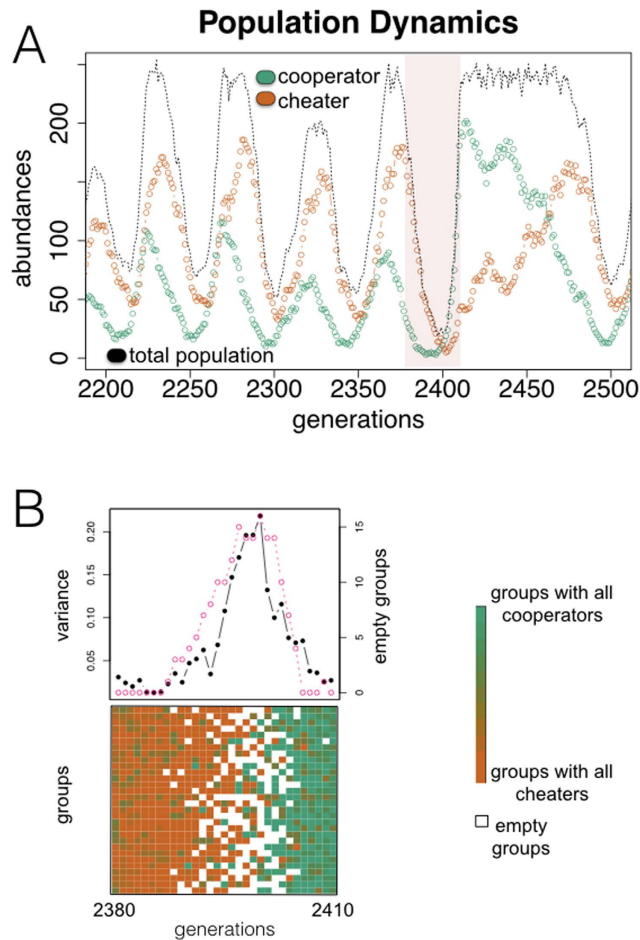 A
Population Dynamics
cooperator
cheater
abundances
0 50 100 200
total population
2200 2250 2300 2350 2400 2450 2500
generations
B
variance
0.05 0.10 0.15 0.20
0 5 10 15
empty groups
groups
2380 2410
generations
groups with all
cooperators
groups with all
cheaters
empty
groups